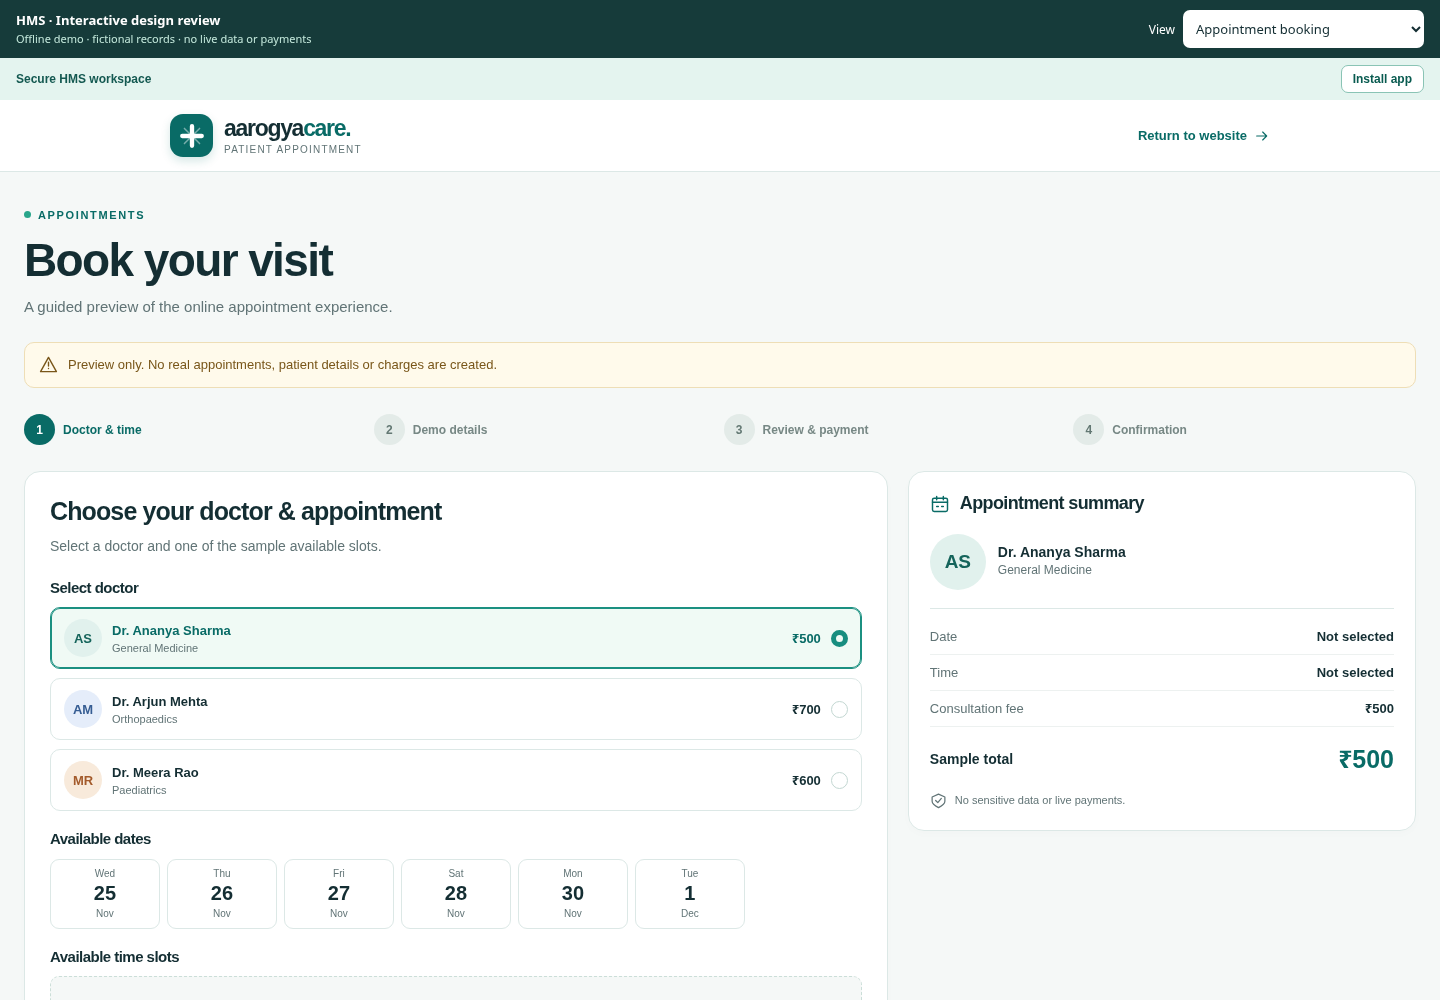 HMS · Interactive design review
Offline demo · fictional records · no live data or payments
View
Appointment booking
Secure HMS workspace
Install app
aarogyacare.
PATIENT APPOINTMENT
Return to website
APPOINTMENTS
Book your visit
A guided preview of the online appointment experience.
Preview only. No real appointments, patient details or charges are created.
1 Doctor & time
2 Demo details
3 Review & payment
4 Confirmation
Choose your doctor & appointment
Select a doctor and one of the sample available slots.
Select doctor
AS
Dr. Ananya Sharma
General Medicine
₹500
AM
Dr. Arjun Mehta
Orthopaedics
₹700
MR
Dr. Meera Rao
Paediatrics
₹600
Available dates
Wed
25
Nov
Thu
26
Nov
Fri
27
Nov
Sat
28
Nov
Mon
30
Nov
Tue
1
Dec
Available time slots
Appointment summary
AS
Dr. Ananya Sharma
General Medicine
Date Not selected
Time Not selected
Consultation fee ₹500
Sample total ₹500
No sensitive data or live payments.